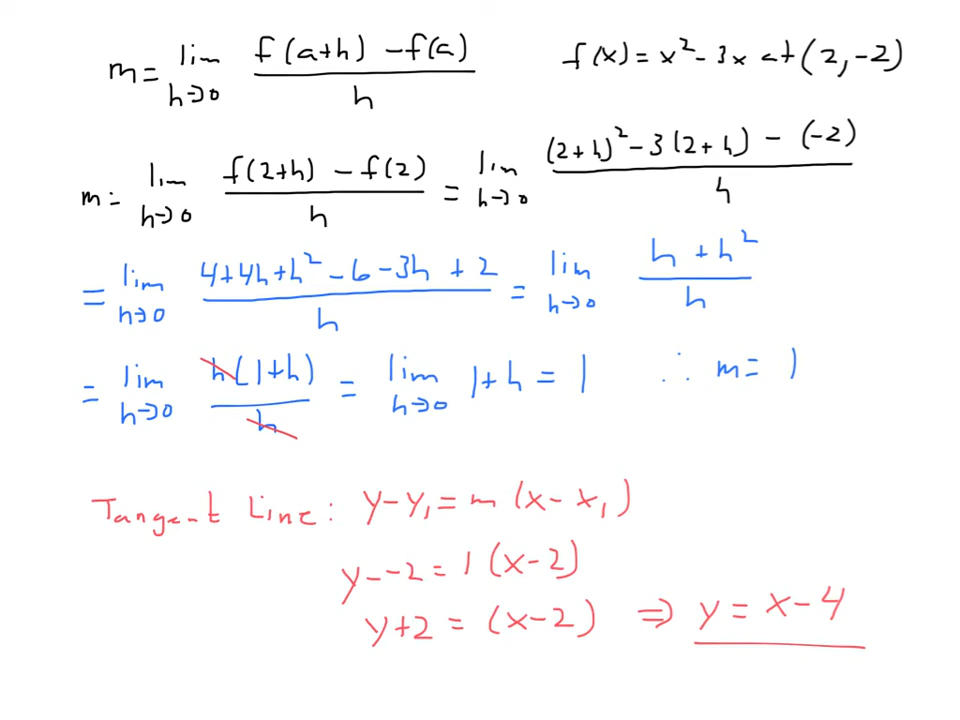 m = lim h→0 (f(a+h) - f(a))/h f(x) = x² - 3x at (2, -2)
m = lim h→0 (f(2+h) - f(2))/h = lim h→0 ((2+h)² - 3(2+h) - (-2))/h
= lim h→0 (4+4h+h² - 6 - 3h + 2)/h = lim h→0 (h + h²)/h
= lim h→0 h(1+h)/h = lim h→0 1+h = 1 ∴ m = 1
Tangent Line: y - y₁ = m (x - x₁)
y - -2 = 1 (x - 2)
y+2 = (x-2) ⇒ y = x - 4